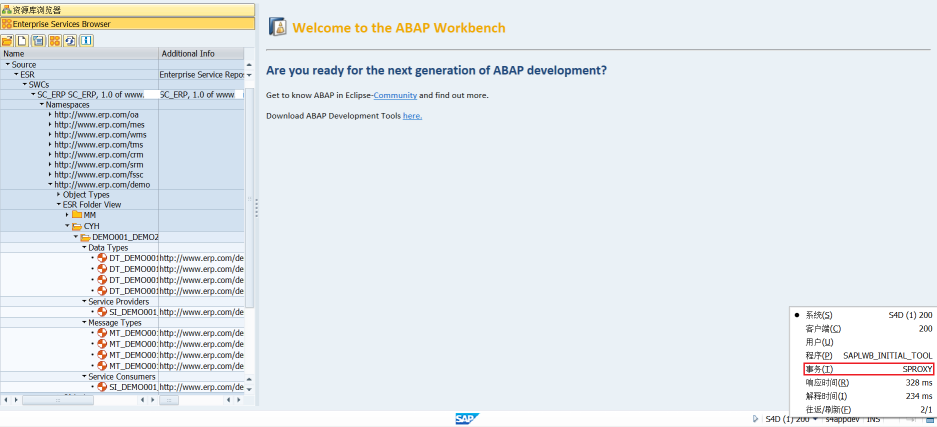 资源库浏览器
Enterprise Services Browser
Name Additional Info
Source
ESR Enterprise Service Repo
SWCs
SC_ERP SC_ERP, 1.0 of www. SC_ERP, 1.0 of www.
Namespaces
http://www.erp.com/oa
http://www.erp.com/mes
http://www.erp.com/wms
http://www.erp.com/tms
http://www.erp.com/crm
http://www.erp.com/srm
http://www.erp.com/fssc
http://www.erp.com/demo
Object Types
ESR Folder View
MM
CYH
DEMO001_DEMO2
Data Types
DT_DEMO001 http://www.erp.com/de
DT_DEMO001 http://www.erp.com/de
DT_DEMO001 http://www.erp.com/de
DT_DEMO001 http://www.erp.com/de
Service Providers
SI_DEMO001_ http://www.erp.com/de
Message Types
MT_DEMO001 http://www.erp.com/de
MT_DEMO001 http://www.erp.com/de
MT_DEMO001 http://www.erp.com/de
MT_DEMO001 http://www.erp.com/de
Service Consumers
SI_DEMO001_ http://www.erp.com/de
Welcome to the ABAP Workbench
Are you ready for the next generation of ABAP development?
Get to know ABAP in Eclipse-Community and find out more.
Download ABAP Development Tools here.
系统(S) S4D (1) 200
客户端(C) 200
用户(U)
程序(P) SAPLWB_INITIAL_TOOL
事务(T) SPROXY
响应时间(R) 328 ms
解释时间(I) 234 ms
往返/刷新(F) 2/1
SAP
S4D (1) 200 s4appdev INS